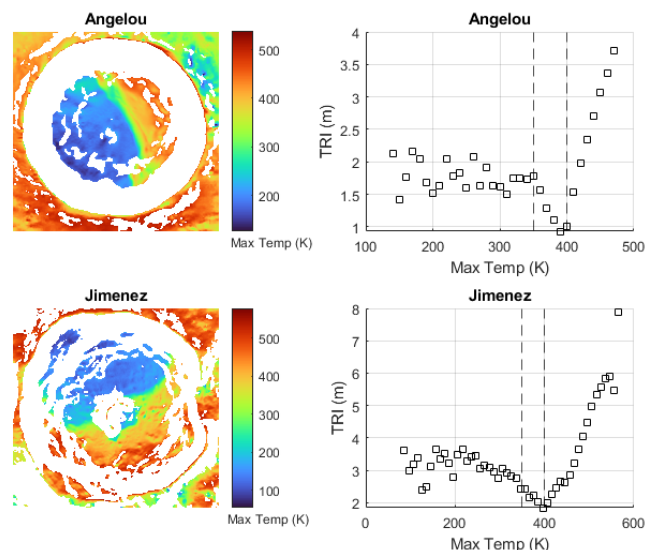 Angelou
500
400
300
200
Max Temp (K)
Angelou
4
3.5
3
2.5
2
1.5
1
TRI (m)
100 200 300 400 500
Max Temp (K)
Jimenez
500
400
300
200
100
Max Temp (K)
Jimenez
8
7
6
5
4
3
2
TRI (m)
0 200 400 600
Max Temp (K)